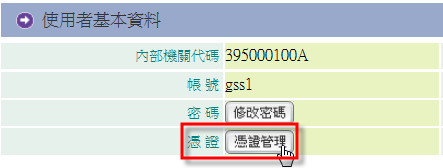 使用者基本資料
內部機關代碼 395000100A
帳 號 gss1
密 碼 修改密碼
憑 證 憑證管理